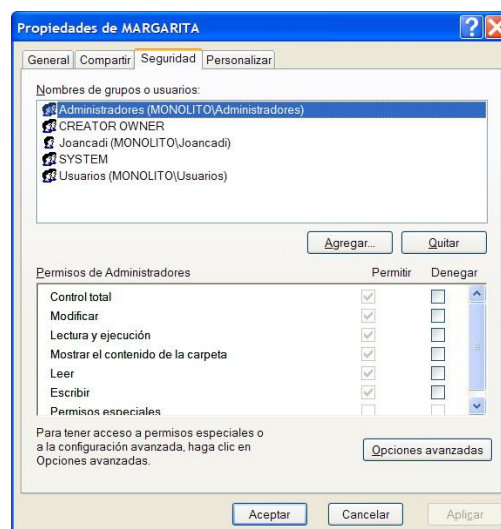 Propiedades de MARGARITA
General Compartir Seguridad Personalizar
Nombres de grupos o usuarios:
Administradores (MONOLITO\Administradores)
CREATOR OWNER
Joancadi (MONOLITO\Joancadi)
SYSTEM
Usuarios (MONOLITO\Usuarios)
Agregar... Quitar
Permisos de Administradores Permitir Denegar
Control total
Modificar
Lectura y ejecución
Mostrar el contenido de la carpeta
Leer
Escribir
Permisos especiales
Para tener acceso a permisos especiales o
a la configuración avanzada, haga clic en
Opciones avanzadas.
Opciones avanzadas
Aceptar Cancelar Aplicar